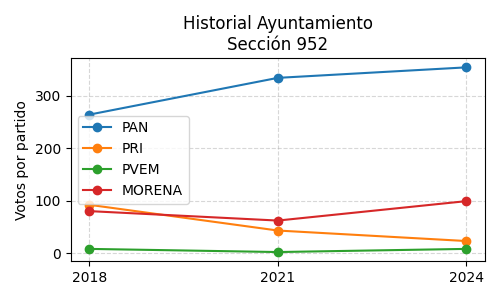 Historial Ayuntamiento
Sección 952
Votos por partido
300
200
100
0
PAN
PRI
PVEM
MORENA
2018
2021
2024